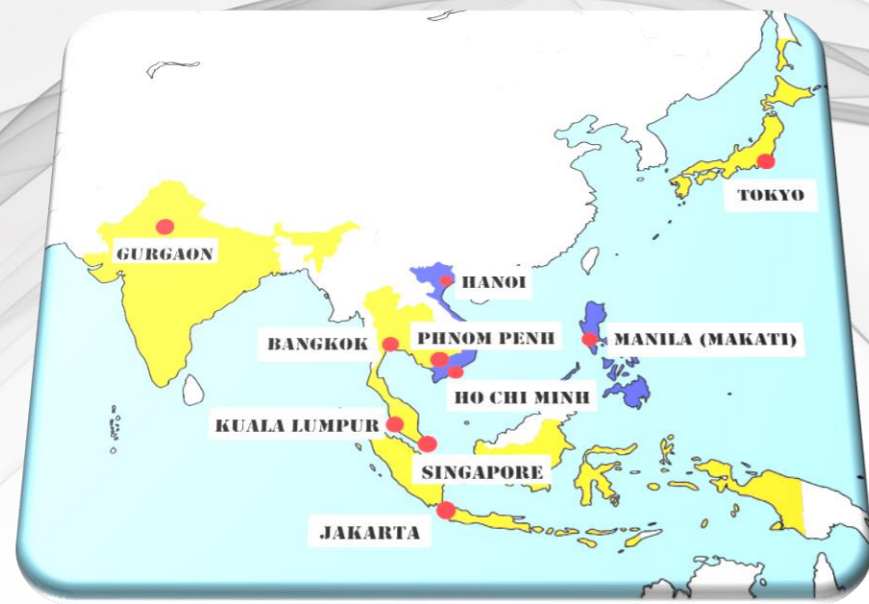 TOKYO
GURGAON
HANOI
BANGKOK
PHNOM PENH
MANILA (MAKATI)
HO CHI MINH
KUALA LUMPUR
SINGAPORE
JAKARTA